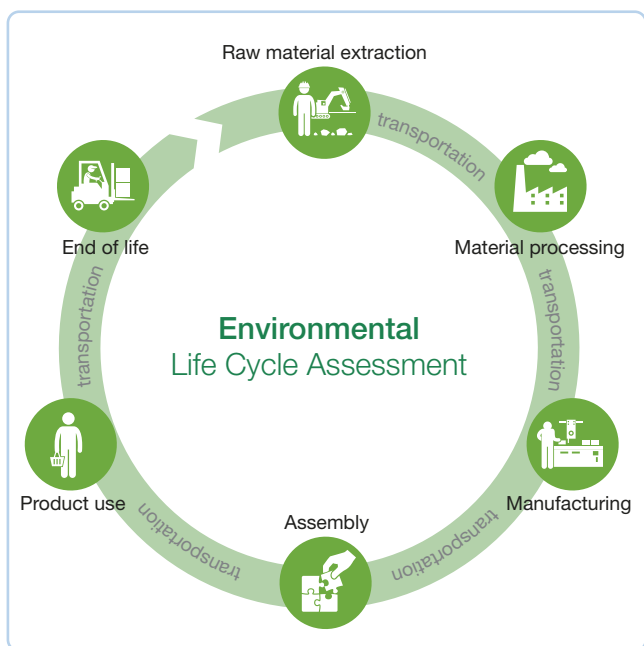 Raw material extraction
transportation
Material processing
transportation
Manufacturing
transportation
Assembly
transportation
Product use
transportation
End of life
Environmental
Life Cycle Assessment